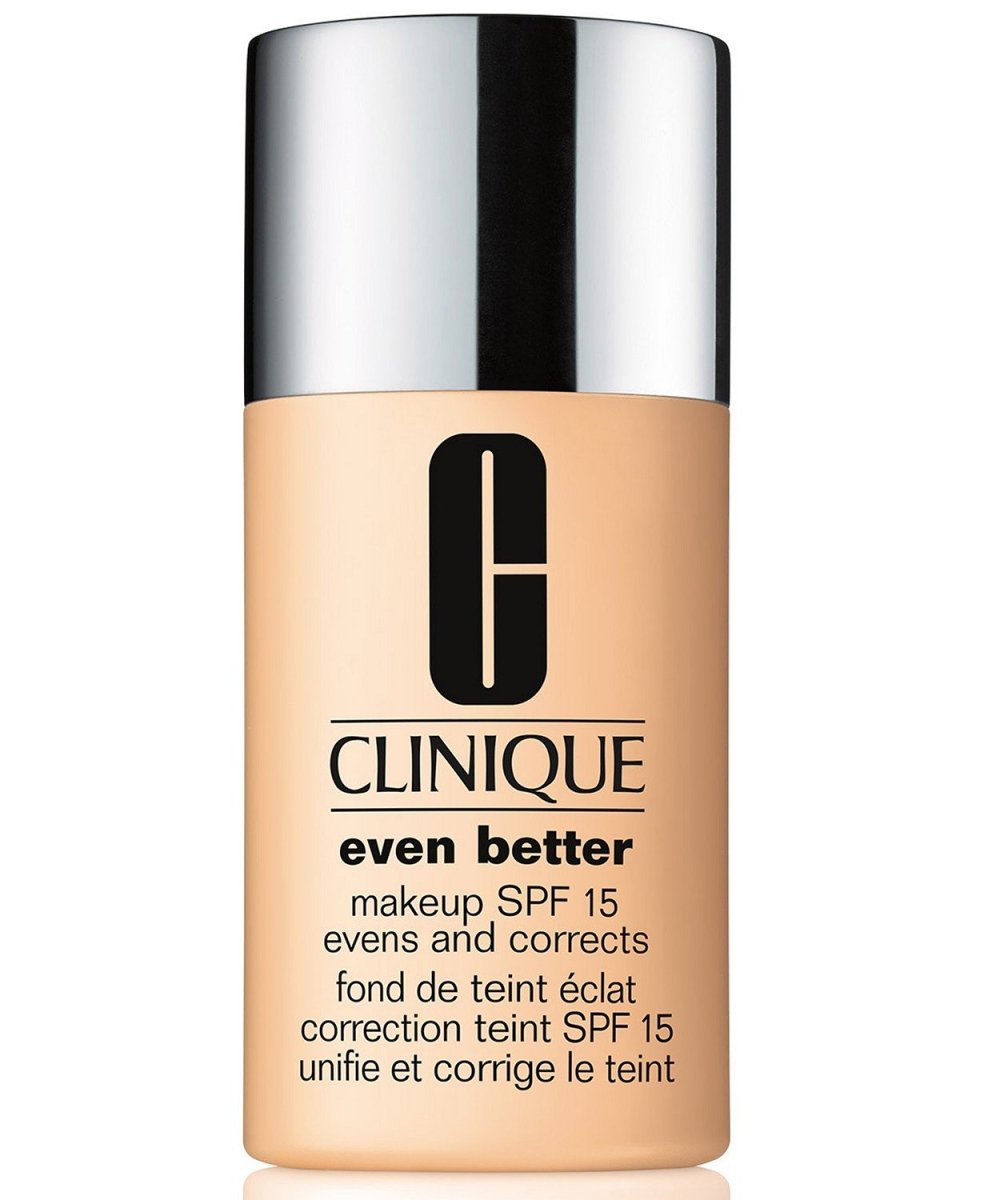 C
CLINIQUE
even better
makeup SPF 15
evens and corrects
fond de teint éclat
correction teint SPF 15
unifie et corrige le teint